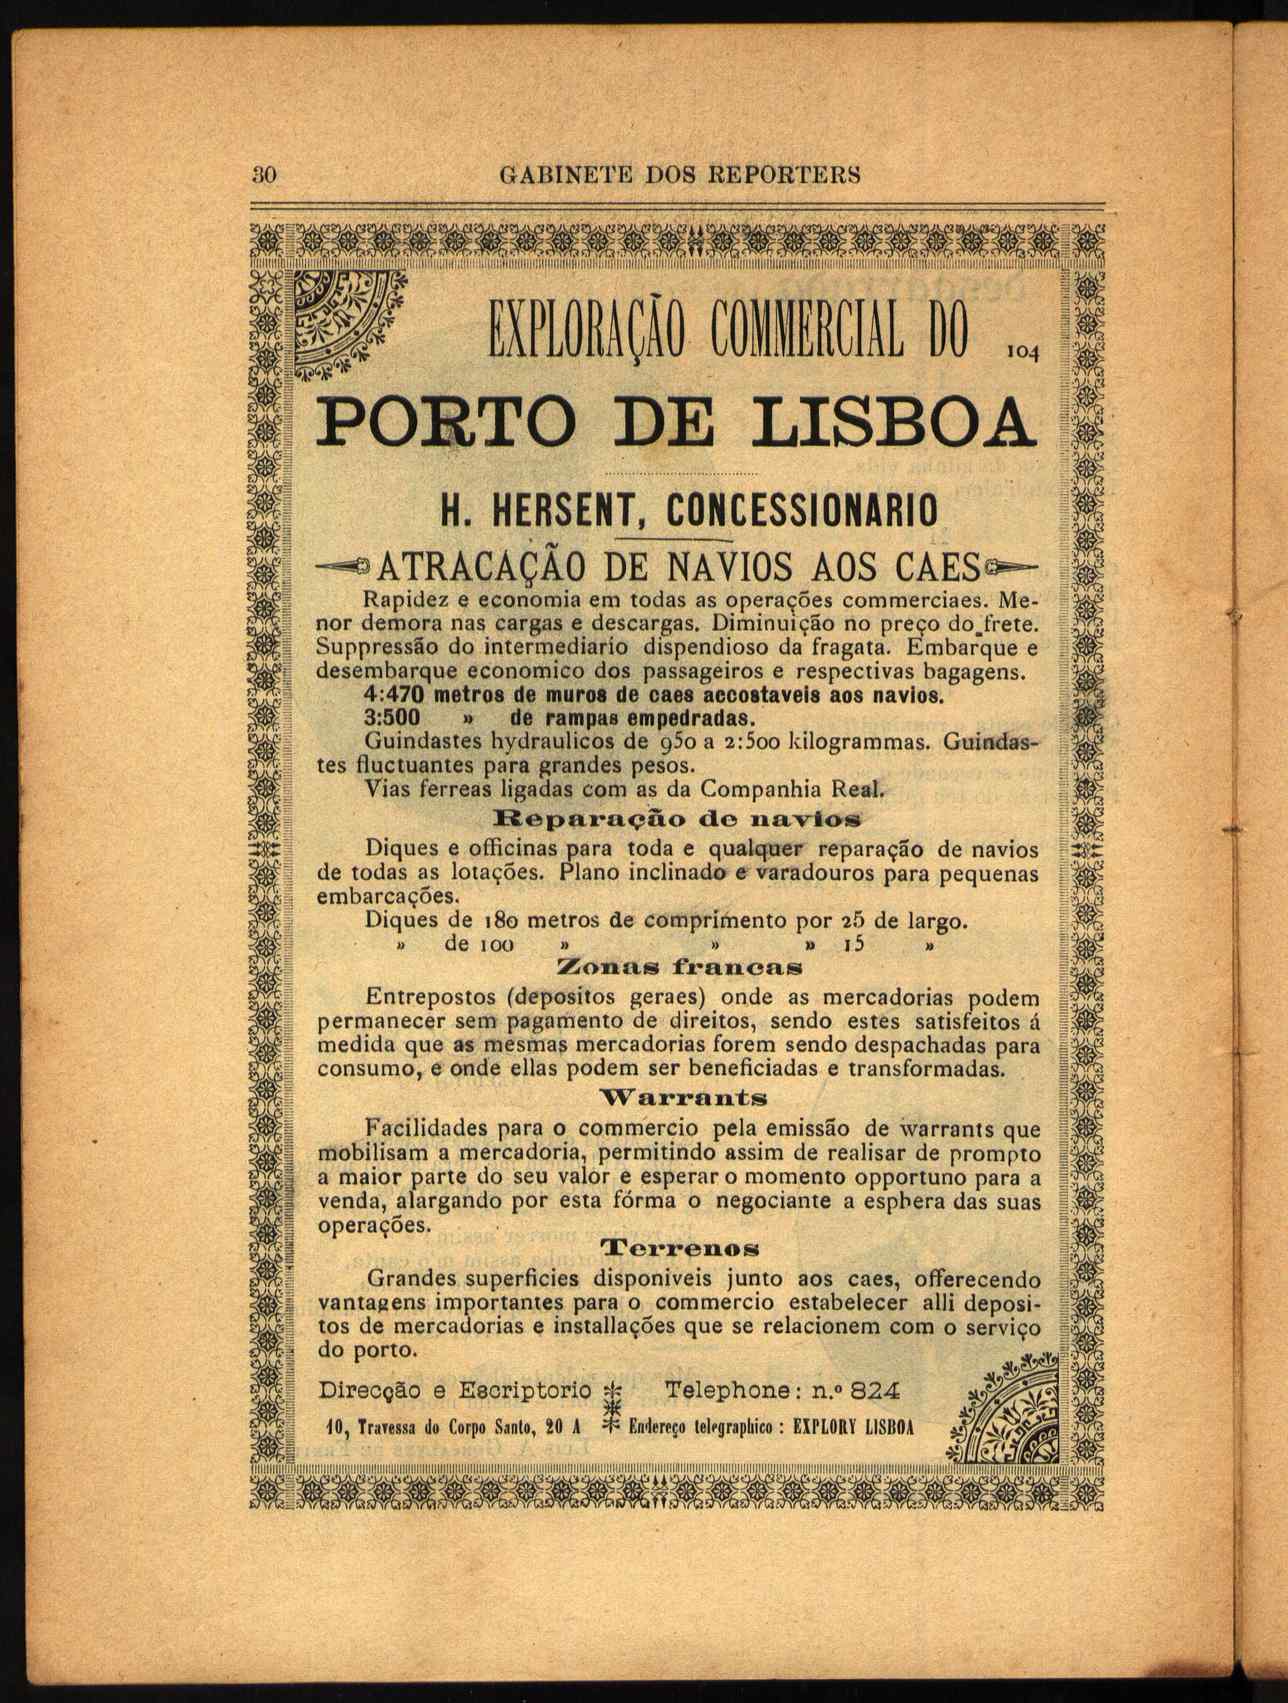 30
GABINETE DOS REPORTERS
EXPLORAÇÃO COMMERCIAL DO
104
PORTO DE LISBOA
H. HERSENT, CONCESSIONARIO
ATRACAÇÃO DE NAVIOS AOS CAES
Rapidez e economia em todas as operações commerciaes. Me-
nor demora nas cargas e descargas. Diminuição no preço do frete.
Suppressão do intermediario dispendioso da fragata. Embarque e
desembarque economico dos passageiros e respectivas bagagens.
4:470 metros de muros de caes accostaveis aos navios.
3:500 » de rampas empedradas.
Guindastes hydraulicos de 950 a 2:500 kilogrammas. Guindas-
tes fluctuantes para grandes pesos.
Vias ferreas ligadas com as da Companhia Real.
Reparação de navios
Diques e officinas para toda e qualquer reparação de navios
de todas as lotações. Plano inclinado e varadouros para pequenas
embarcações.
Diques de 180 metros de comprimento por 25 de largo.
» de 100 » » » 15 »
Zonas francas
Entrepostos (depositos geraes) onde as mercadorias podem
permanecer sem pagamento de direitos, sendo estes satisfeitos á
medida que as mesmas mercadorias forem sendo despachadas para
consumo, e onde ellas podem ser beneficiadas e transformadas.
Warrants
Facilidades para o commercio pela emissão de warrants que
mobilisam a mercadoria, permitindo assim de realisar de prompto
a maior parte do seu valor e esperar o momento opportuno para a
venda, alargando por esta fórma o negociante a esphera das suas
operações.
Terrenos
Grandes superficies disponiveis junto aos caes, offerecendo
vantagens importantes para o commercio estabelecer alli deposi-
tos de mercadorias e installações que se relacionem com o serviço
do porto.
Direcção e Escriptorio Telephone: n.º 824
10, Travessa do Corpo Santo, 20 A Endereço telegraphico: EXPLORY LISBOA